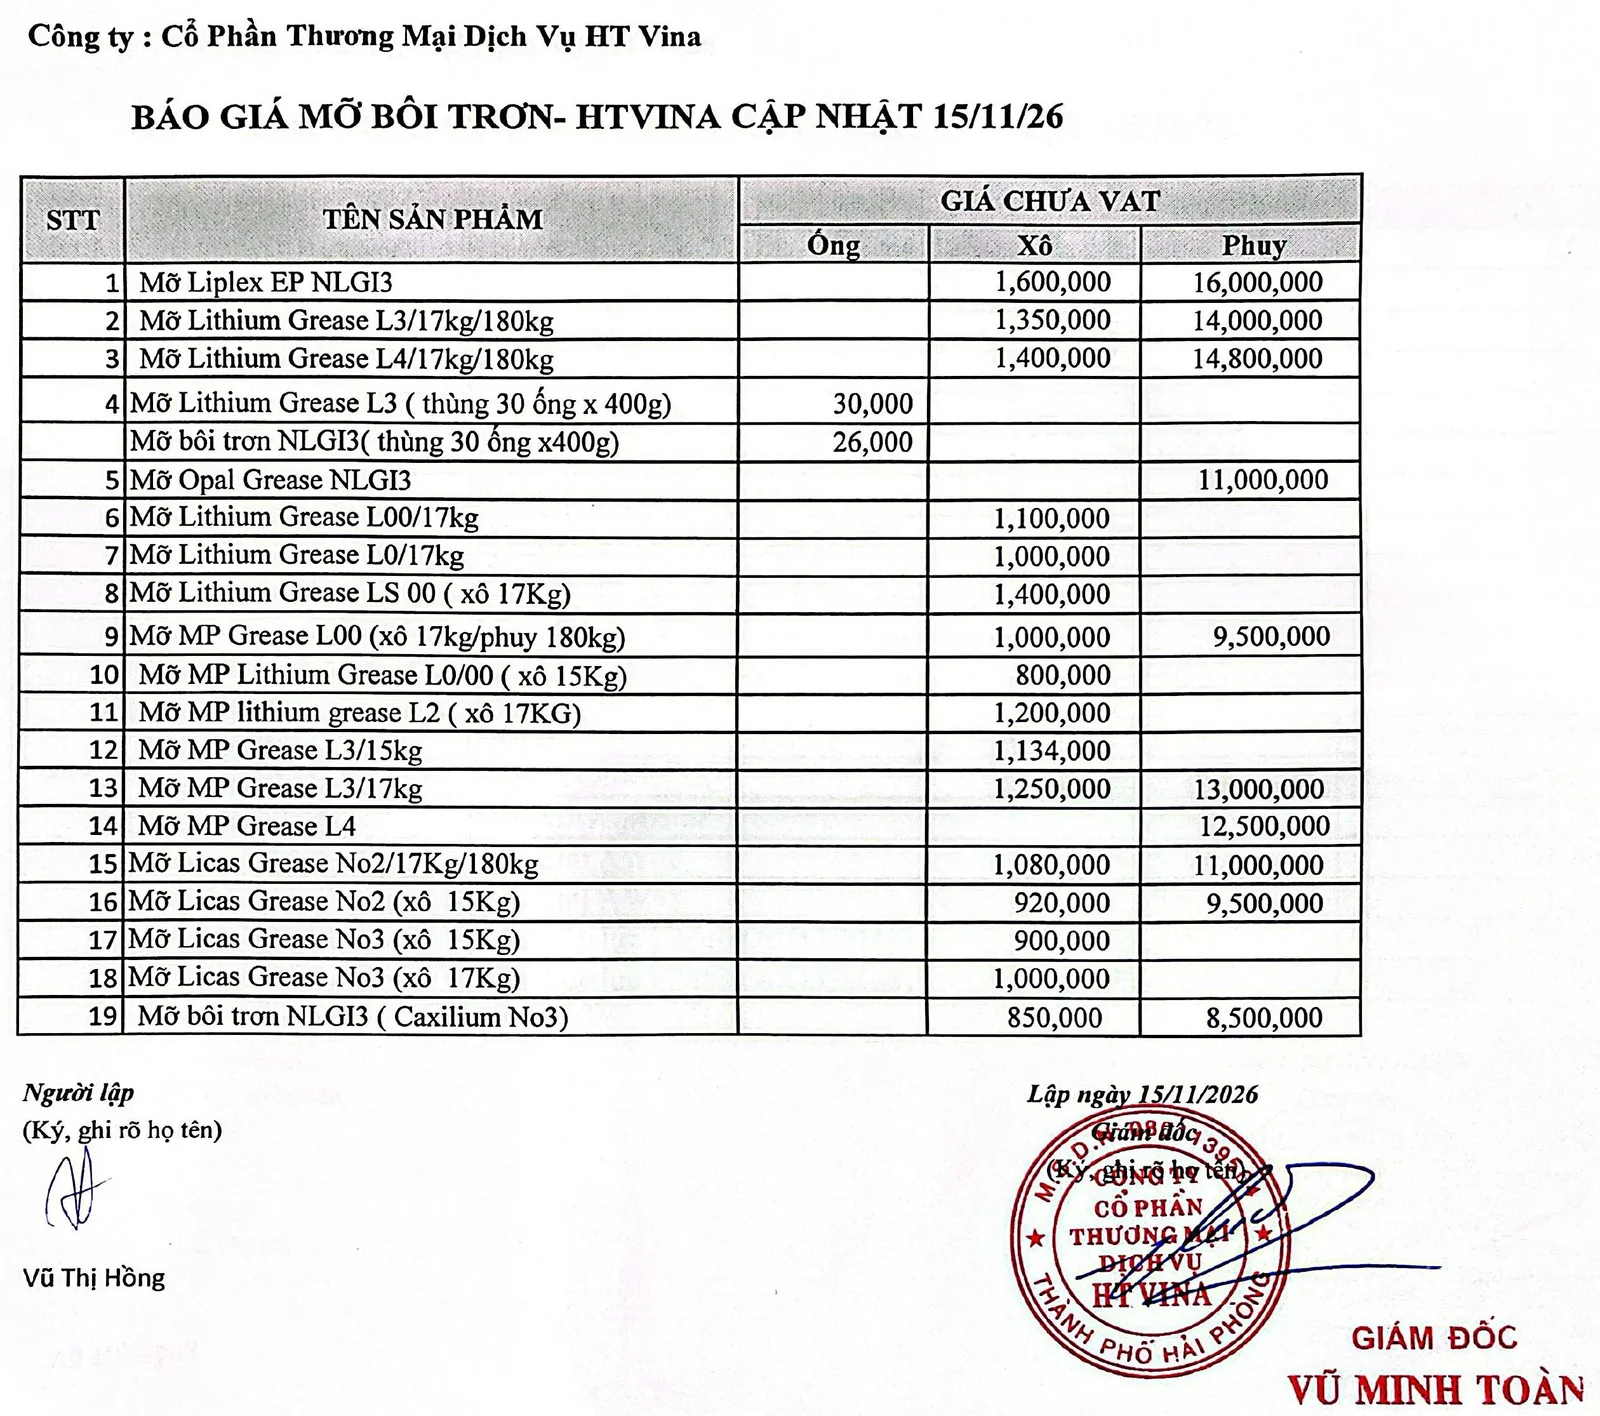 Công ty : Cổ Phần Thương Mại Dịch Vụ HT Vina
BÁO GIÁ MỠ BÔI TRƠN- HTVINA CẬP NHẬT 15/11/26
STT TÊN SẢN PHẨM GIÁ CHƯA VAT
Ống Xô Phuy
1 Mỡ Liplex EP NLGI3 1,600,000 16,000,000
2 Mỡ Lithium Grease L3/17kg/180kg 1,350,000 14,000,000
3 Mỡ Lithium Grease L4/17kg/180kg 1,400,000 14,800,000
4 Mỡ Lithium Grease L3 ( thùng 30 ống x 400g) 30,000
Mỡ bôi trơn NLGI3( thùng 30 ống x400g) 26,000
5 Mỡ Opal Grease NLGI3 11,000,000
6 Mỡ Lithium Grease L00/17kg 1,100,000
7 Mỡ Lithium Grease L0/17kg 1,000,000
8 Mỡ Lithium Grease LS 00 ( xô 17Kg) 1,400,000
9 Mỡ MP Grease L00 (xô 17kg/phuy 180kg) 1,000,000 9,500,000
10 Mỡ MP Lithium Grease L0/00 ( xô 15Kg) 800,000
11 Mỡ MP lithium grease L2 ( xô 17KG) 1,200,000
12 Mỡ MP Grease L3/15kg 1,134,000
13 Mỡ MP Grease L3/17kg 1,250,000 13,000,000
14 Mỡ MP Grease L4 12,500,000
15 Mỡ Licas Grease No2/17Kg/180kg 1,080,000 11,000,000
16 Mỡ Licas Grease No2 (xô 15Kg) 920,000 9,500,000
17 Mỡ Licas Grease No3 (xô 15Kg) 900,000
18 Mỡ Licas Grease No3 (xô 17Kg) 1,000,000
19 Mỡ bôi trơn NLGI3 ( Caxilium No3) 850,000 8,500,000
Người lập
(Ký, ghi rõ họ tên)
Vũ Thị Hồng
Lập ngày 15/11/2026
Giám đốc
(Ký, ghi rõ họ tên)
CÔNG TY
CỔ PHẦN
THƯƠNG MẠI
DỊCH VỤ
HT VINA
THÀNH PHỐ HẢI PHÒNG
GIÁM ĐỐC
VŨ MINH TOÀN